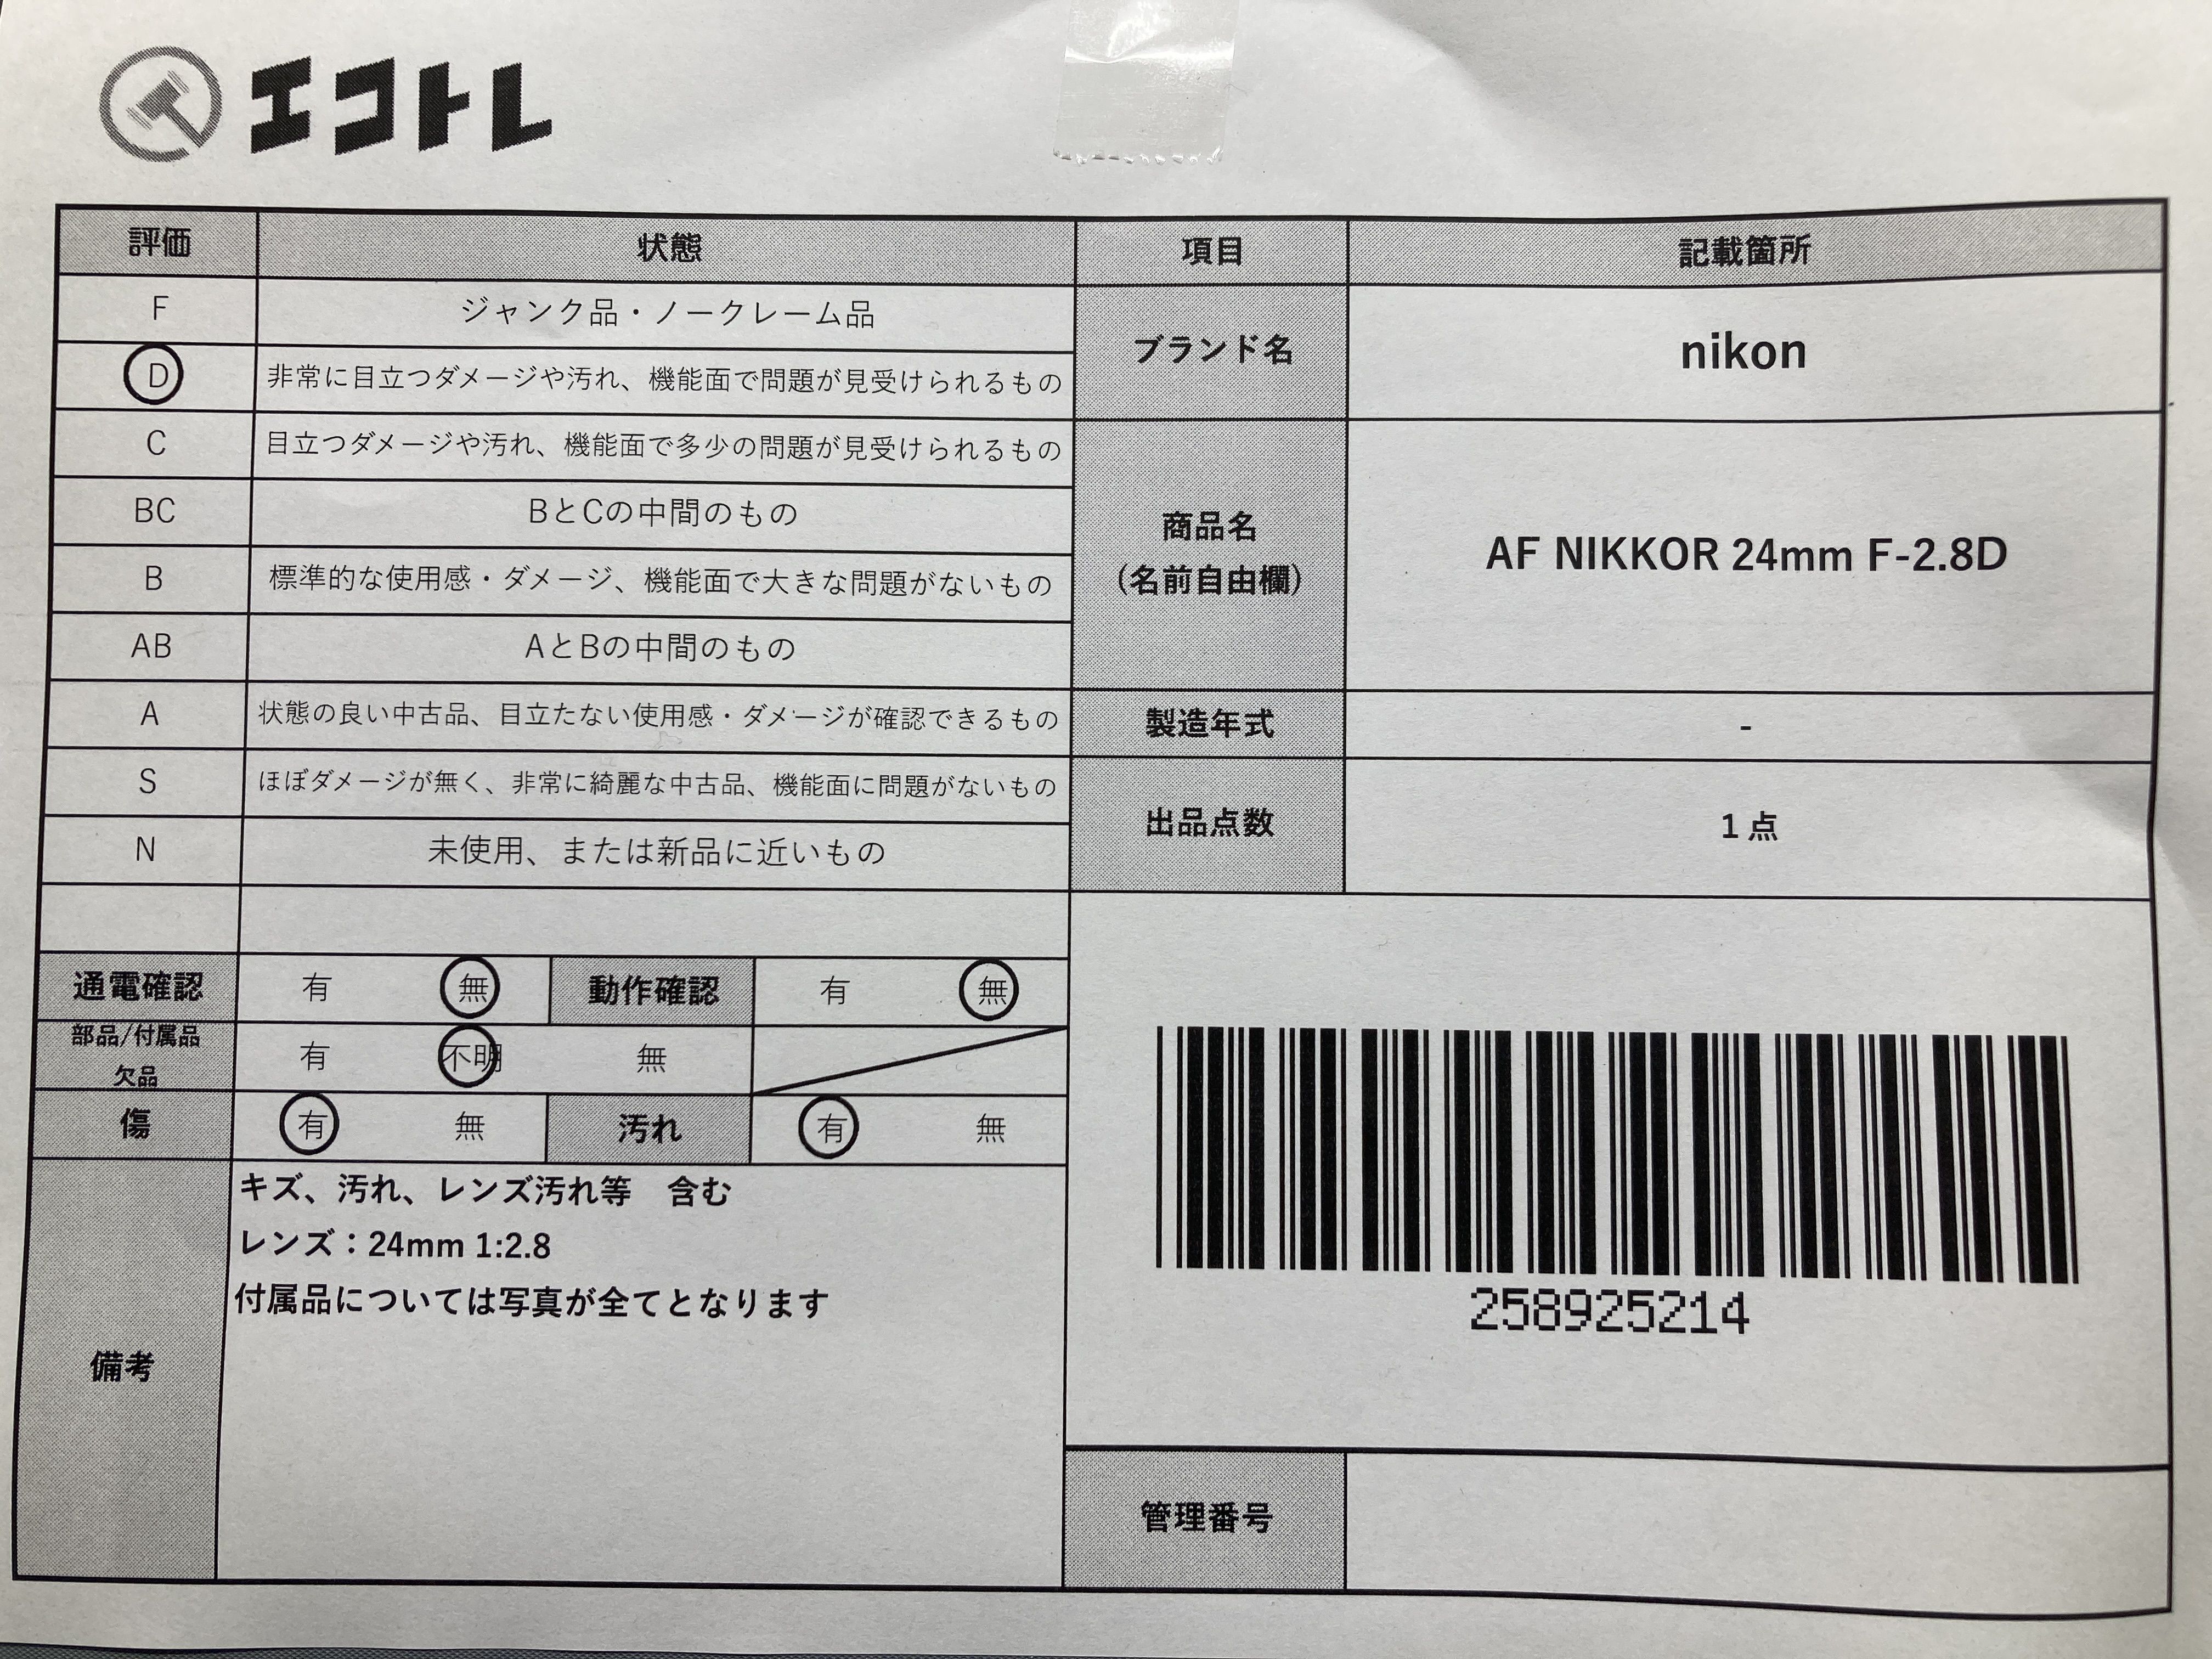 エコトレ
評価 状態 項目 記載箇所
F ジャンク品・ノークレーム品
D 非常に目立つダメージや汚れ、機能面で問題が見受けられるもの
ブランド名 nikon
C 目立つダメージや汚れ、機能面で多少の問題が見受けられるもの
BC BとCの中間のもの
B 標準的な使用感・ダメージ、機能面で大きな問題がないもの
商品名
(名前自由欄)
AF NIKKOR 24mm F-2.8D
AB AとBの中間のもの
A 状態の良い中古品、目立たない使用感・ダメージが確認できるもの
製造年式 -
S ほぼダメージが無く、非常に綺麗な中古品、機能面に問題がないもの
出品点数 1 点
N 未使用、または新品に近いもの
通電確認 有 無 動作確認 有 無
部品/付属品
欠品
有 不明 無
傷 有 無 汚れ 有 無
備考
キズ、汚れ、レンズ汚れ等　含む
レンズ：24mm 1:2.8
付属品については写真が全てとなります
258925214
管理番号